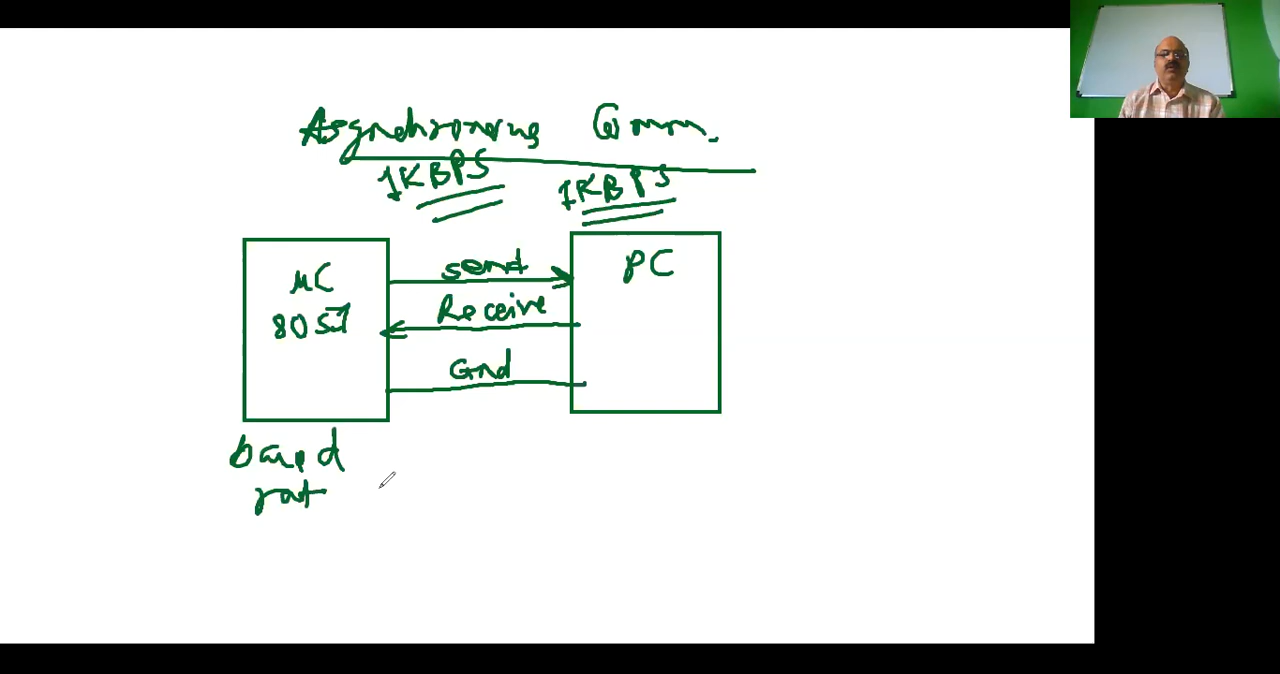 Asynchronous Comm.
1KBPS 1KBPS
send
Receive
Gnd
μC
8051
PC
baud
rat